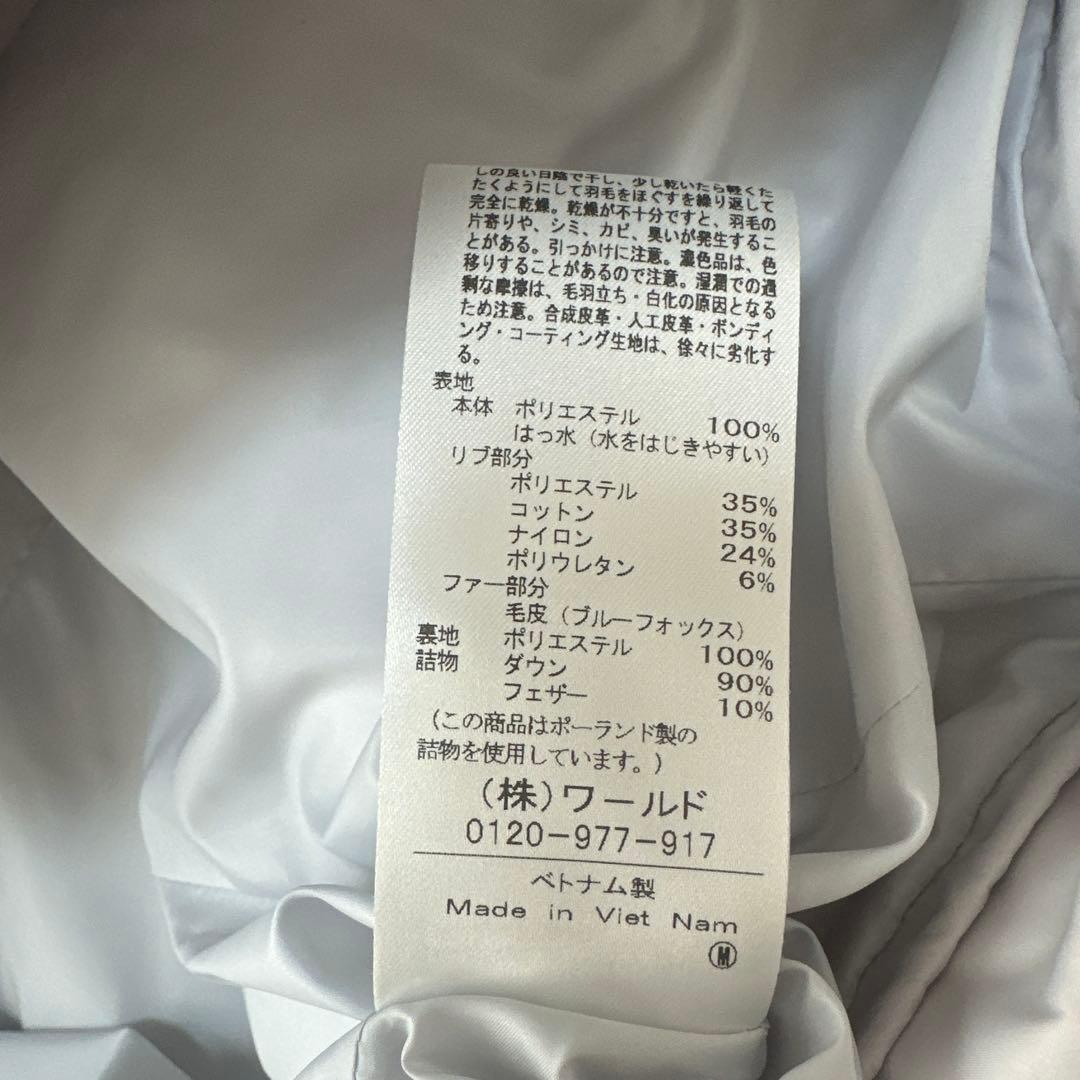 しの良い日陰で干し、少し乾いたら軽くた
たくようにして羽毛をほぐすを繰り返して
完全に乾燥。乾燥が不十分ですと、羽毛の
片寄りや、シミ、カビ、臭いが発生するこ
とがある。引っかけに注意。濃色品は、色
移りすることがあるので注意。湿潤での過
剰な摩擦は、毛羽立ち・白化の原因となる
ため注意。合成皮革・人工皮革・ボンディ
ング・コーティング生地は、徐々に劣化す
る。
表地
本体 ポリエステル 100%
はっ水(水をはじきやすい)
リブ部分
ポリエステル 35%
コットン 35%
ナイロン 24%
ポリウレタン 6%
ファー部分
毛皮(ブルーフォックス)
裏地 ポリエステル 100%
詰物 ダウン 90%
フェザー 10%
(この商品はポーランド製の
詰物を使用しています。)
(株)ワールド
0120-977-917
ベトナム製
Made in Viet Nam
Ⓜ